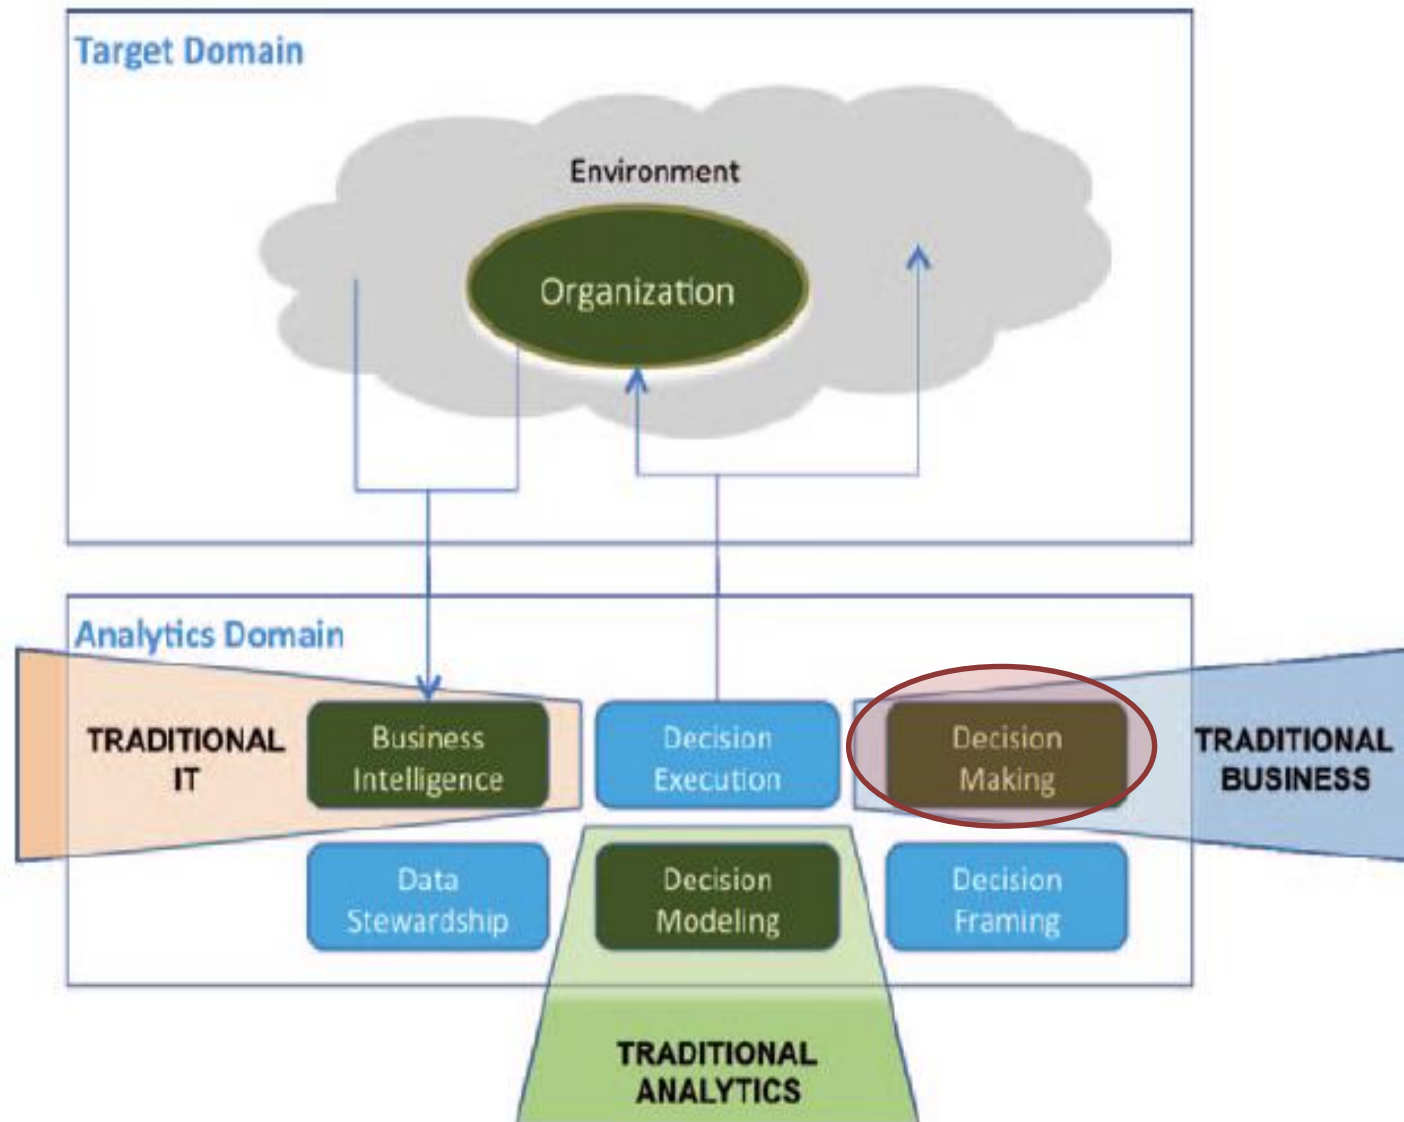 Target Domain
Environment
Organization
Analytics Domain
TRADITIONAL
IT
Business
Intelligence
Decision
Execution
Decision
Making
TRADITIONAL
BUSINESS
Data
Stewardship
Decision
Modeling
Decision
Framing
TRADITIONAL
ANALYTICS